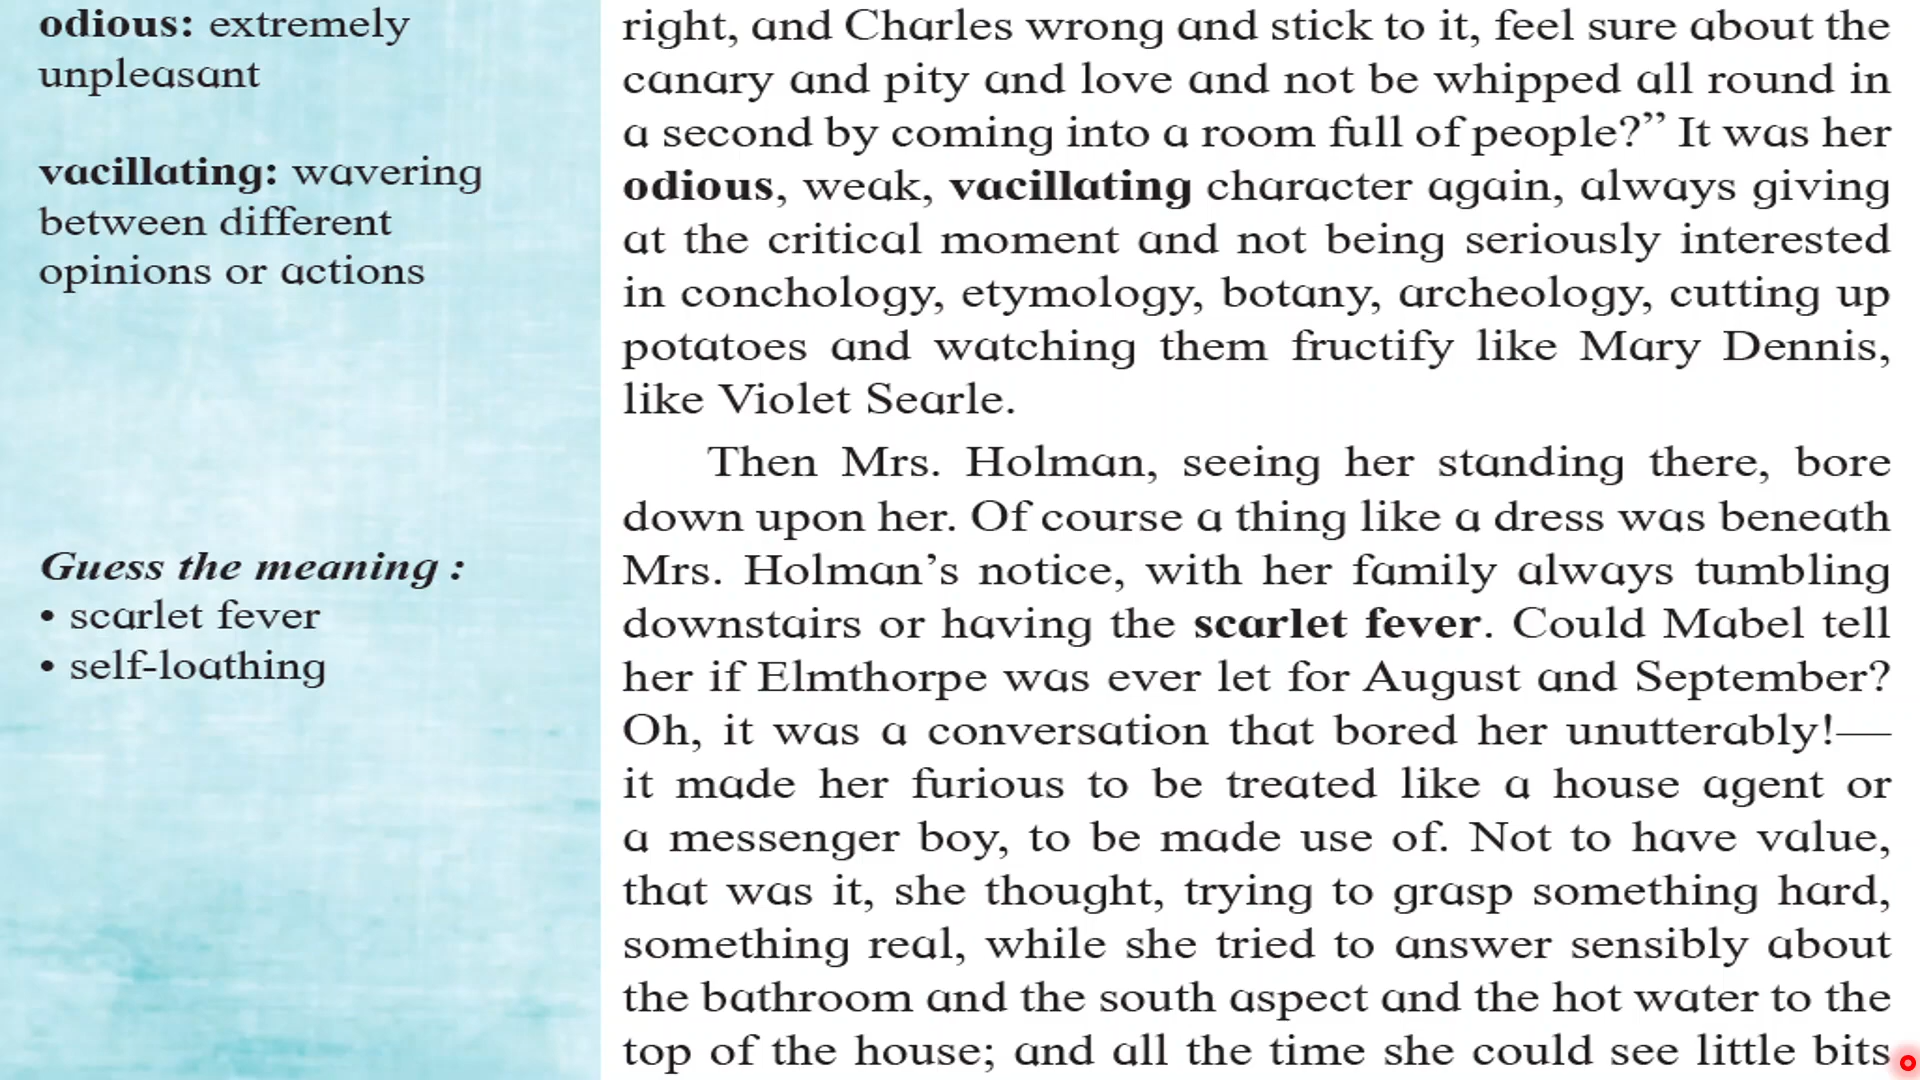 odious: extremely
unpleasant
vacillating: wavering
between different
opinions or actions
Guess the meaning :
• scarlet fever
• self-loathing
right, and Charles wrong and stick to it, feel sure about the
canary and pity and love and not be whipped all round in
a second by coming into a room full of people?” It was her
odious, weak, vacillating character again, always giving
at the critical moment and not being seriously interested
in conchology, etymology, botany, archeology, cutting up
potatoes and watching them fructify like Mary Dennis,
like Violet Searle.
Then Mrs. Holman, seeing her standing there, bore
down upon her. Of course a thing like a dress was beneath
Mrs. Holman’s notice, with her family always tumbling
downstairs or having the scarlet fever. Could Mabel tell
her if Elmthorpe was ever let for August and September?
Oh, it was a conversation that bored her unutterably!—
it made her furious to be treated like a house agent or
a messenger boy, to be made use of. Not to have value,
that was it, she thought, trying to grasp something hard,
something real, while she tried to answer sensibly about
the bathroom and the south aspect and the hot water to the
top of the house; and all the time she could see little bits